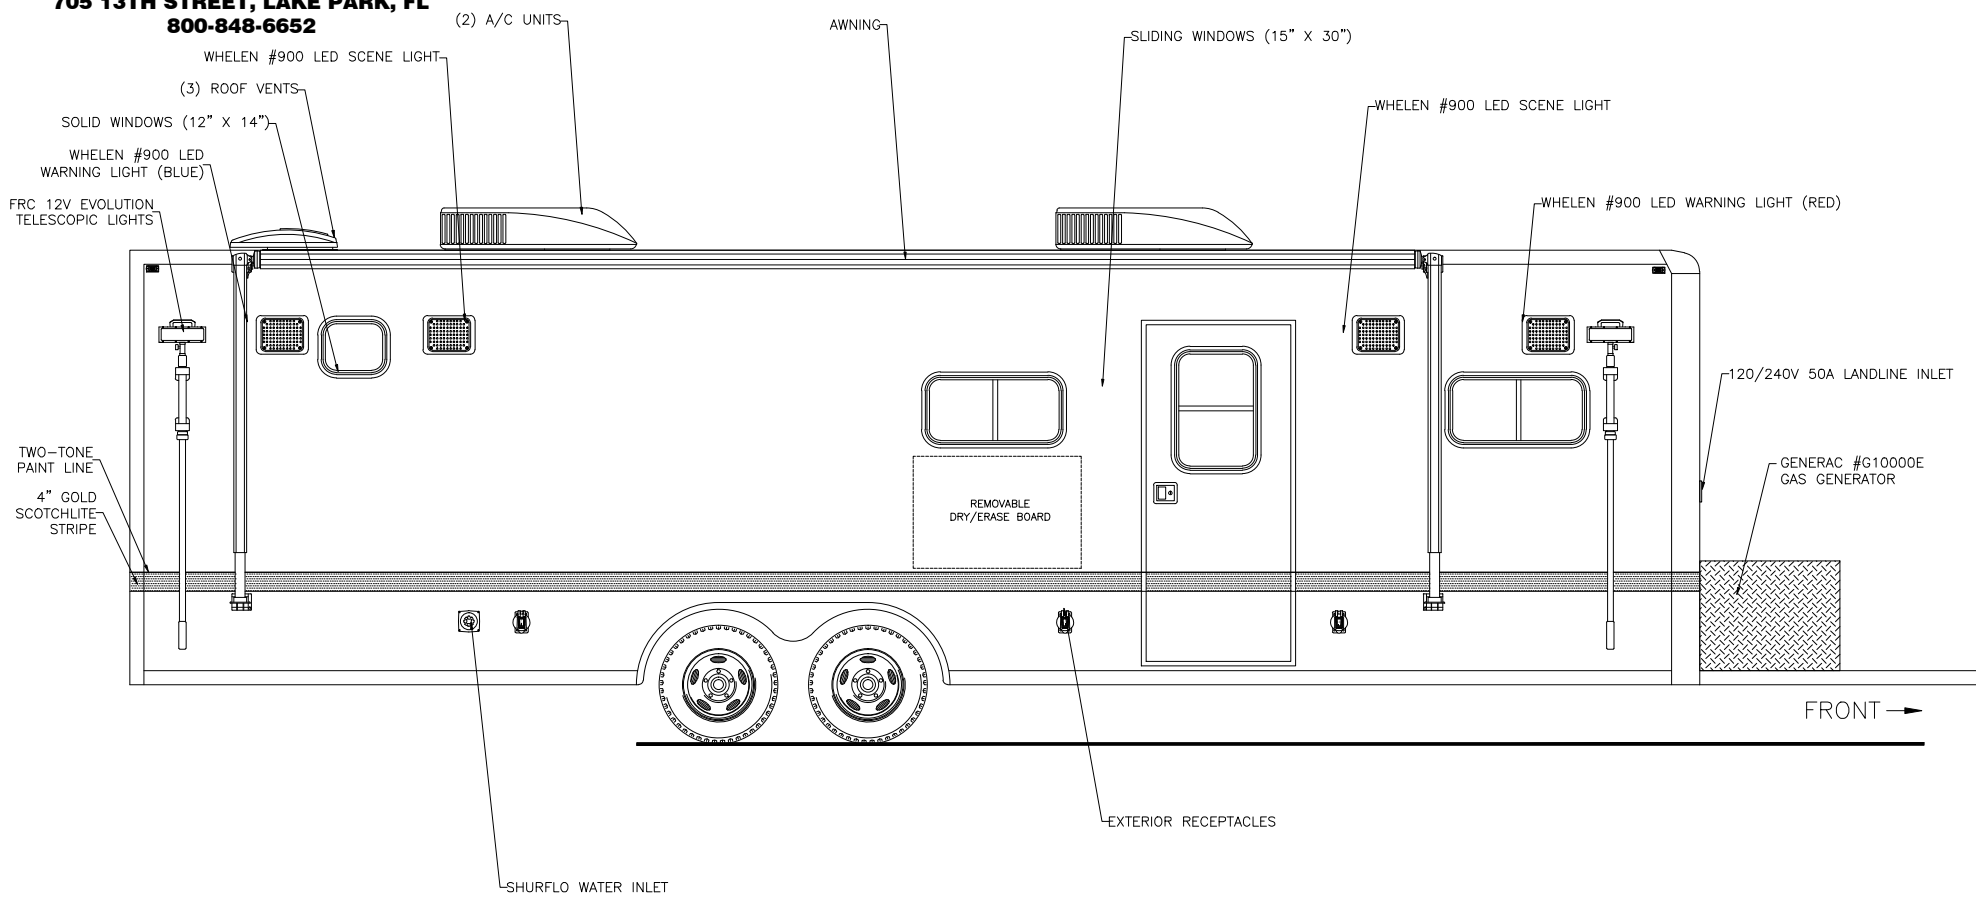 705 13TH STREET, LAKE PARK, FL
800-848-6652
(2) A/C UNITS
AWNING
SLIDING WINDOWS (15" X 30")
WHELEN #900 LED SCENE LIGHT
(3) ROOF VENTS
WHELEN #900 LED SCENE LIGHT
SOLID WINDOWS (12" X 14")
WHELEN #900 LED
WARNING LIGHT (BLUE)
FRC 12V EVOLUTION
TELESCOPIC LIGHTS
WHELEN #900 LED WARNING LIGHT (RED)
120/240V 50A LANDLINE INLET
TWO-TONE
PAINT LINE
GENERAC #G10000E
GAS GENERATOR
4" GOLD
SCOTCHLITE
STRIPE
REMOVABLE
DRY/ERASE BOARD
FRONT
EXTERIOR RECEPTACLES
SHURFLO WATER INLET